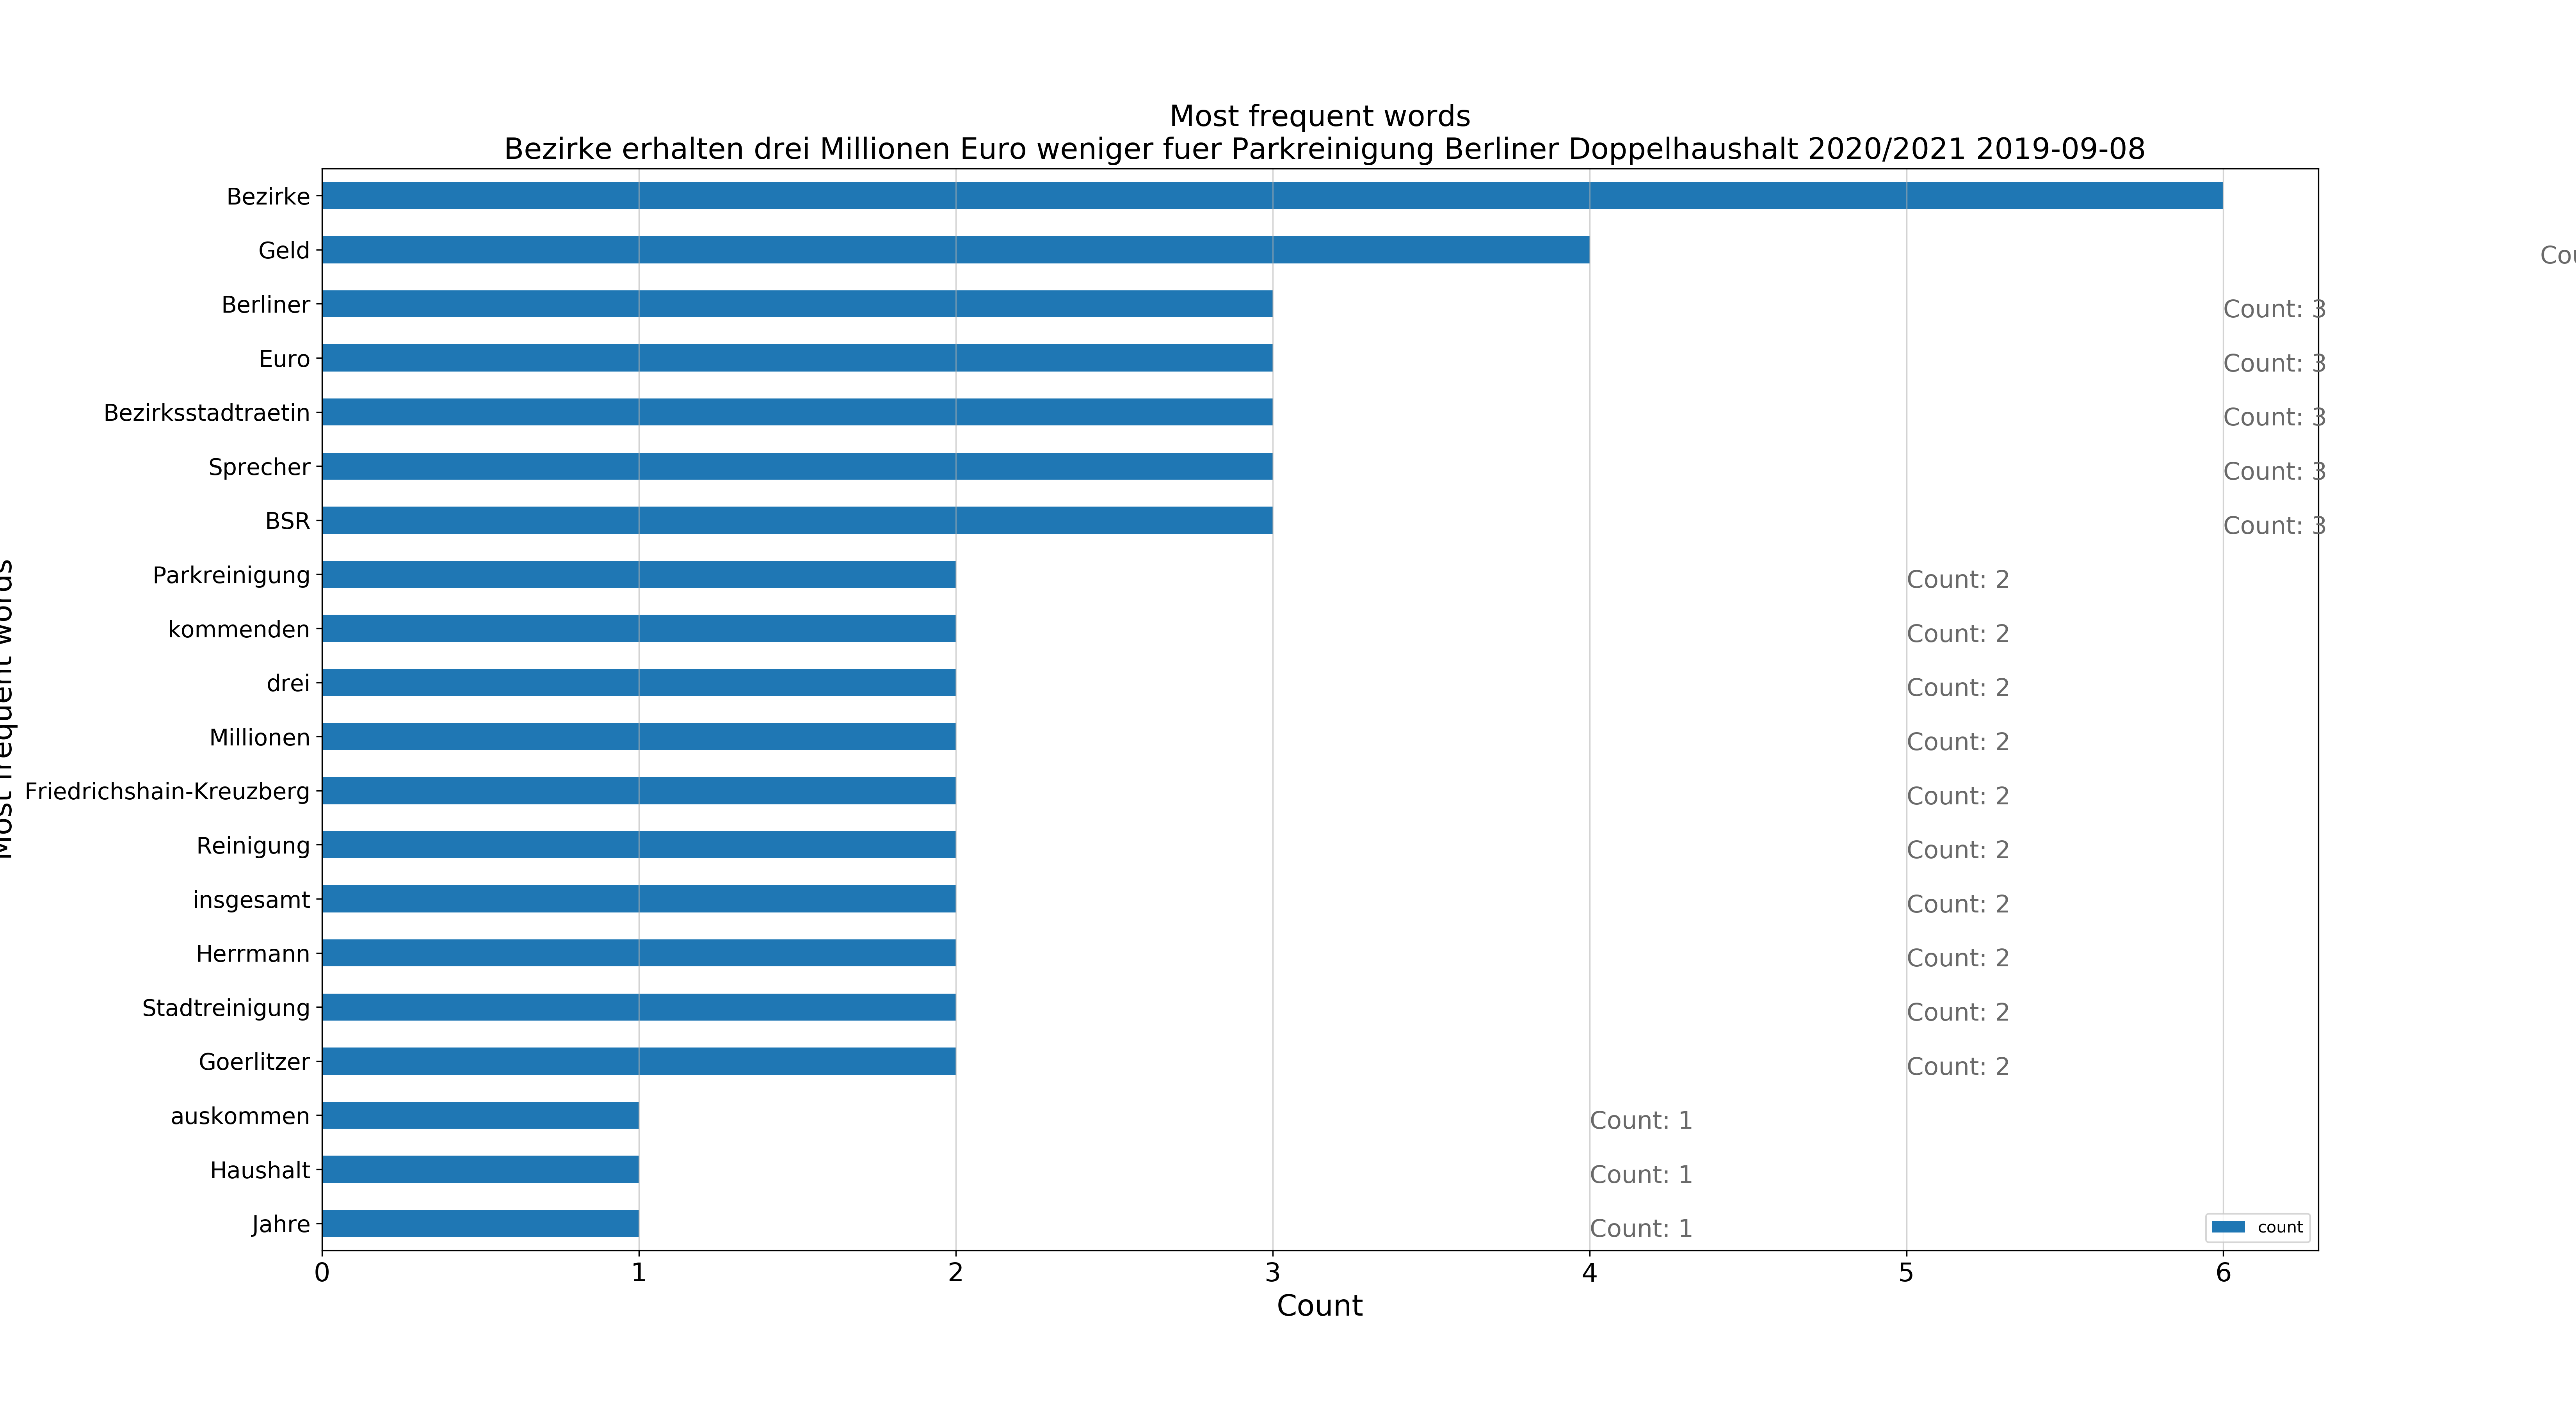 Most frequent words
Bezirke erhalten drei Millionen Euro weniger fuer Parkreinigung Berliner Doppelhaushalt 2020/2021 2019-09-08
Most frequent words
Bezirke
Geld
Berliner Count: 3
Euro Count: 3
Bezirksstadtraetin Count: 3
Sprecher Count: 3
BSR Count: 3
Parkreinigung Count: 2
kommenden Count: 2
drei Count: 2
Millionen Count: 2
Friedrichshain-Kreuzberg Count: 2
Reinigung Count: 2
insgesamt Count: 2
Herrmann Count: 2
Stadtreinigung Count: 2
Goerlitzer Count: 2
auskommen Count: 1
Haushalt Count: 1
Jahre Count: 1
count
0 1 2 3 4 5 6
Count